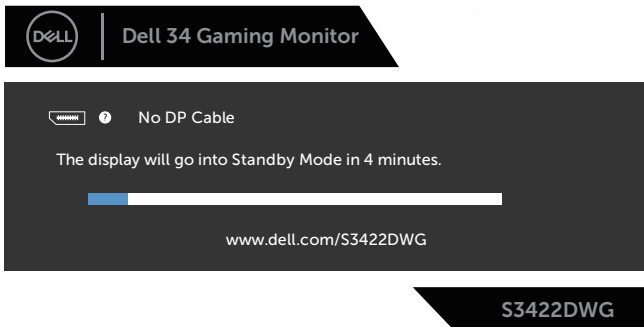 DELL
Dell 34 Gaming Monitor
? No DP Cable
The display will go into Standby Mode in 4 minutes.
www.dell.com/S3422DWG
S3422DWG